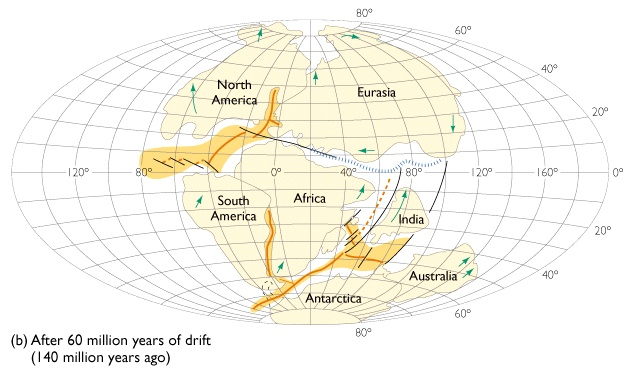 80°
60°
40°
20°
North
America
Eurasia
120°
80°
0°
40°
80°
120°
160°
0°
South
America
Africa
India
20°
Australia
40°
Antarctica
60°
80°
(b) After 60 million years of drift
(140 million years ago)